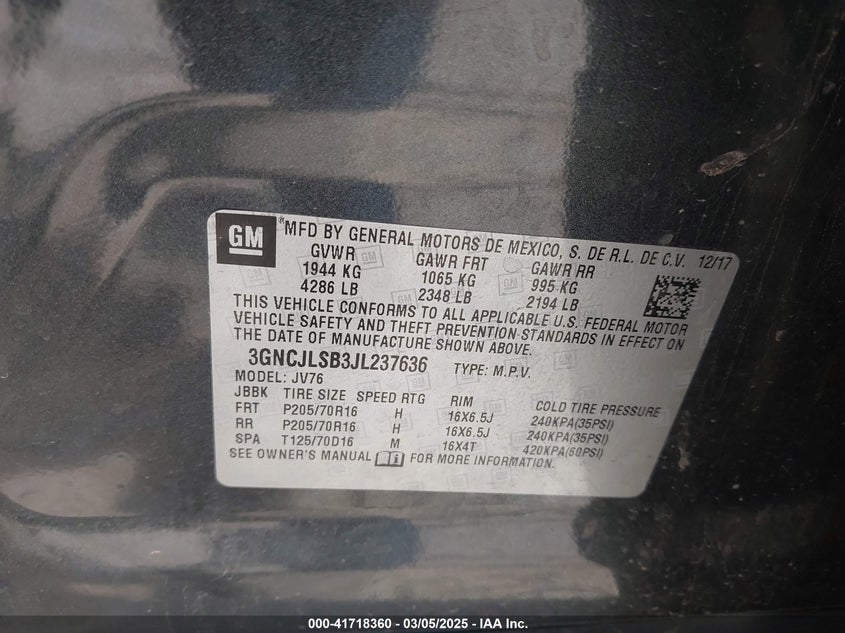 GM
®MFD BY GENERAL MOTORS DE MEXICO, S. DE R.L. DE C.V. 12/17
GVWR GAWR FRT GAWR RR
1944 KG 1065 KG 995 KG
4286 LB 2348 LB 2194 LB
THIS VEHICLE CONFORMS TO ALL APPLICABLE U.S. FEDERAL MOTOR
VEHICLE SAFETY AND THEFT PREVENTION STANDARDS IN EFFECT ON
THE DATE OF MANUFACTURE SHOWN ABOVE.
3GNCJLSB3JL237636 TYPE: M.P.V.
MODEL: JV76
JBBK TIRE SIZE SPEED RTG RIM COLD TIRE PRESSURE
FRT P205/70R16 H 16X6.5J 240KPA(35PSI)
RR P205/70R16 H 16X6.5J 240KPA(35PSI)
SPA T125/70D16 M 16X4T 420KPA(60PSI)
SEE OWNER'S MANUAL i FOR MORE INFORMATION.
000-41718360 - 03/05/2025 - IAA Inc.